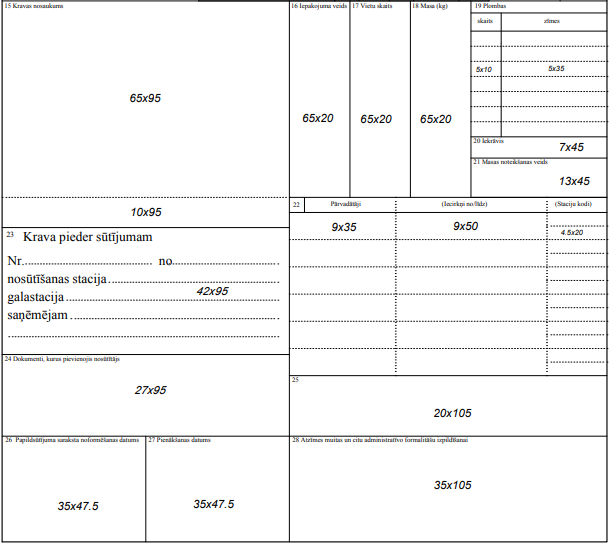 15 Kravas nosaukums
16 Iepakojuma veids
17 Vietu skaits
18 Masa (kg)
19 Plombas
skaits
zīmes
5x10
5x35
65x95
65x20
65x20
65x20
20 Iekrāvis
7x45
21 Masas noteikšanas veids
13x45
10x95
22
Pārvadātāji
(Iecirkņi no/līdz)
(Staciju kodi)
9x35
9x50
4.5x20
23 Krava pieder sūtījumam
Nr. no
nosūtīšanas stacija
galastacija
42x95
saņēmējam
24 Dokumenti, kurus pievienojis nosūtītājs
27x95
25
20x105
26 Papildsūtījuma saraksta noformēšanas datums
27 Pienākšanas datums
28 Atzīmes muitas un citu administratīvo formalitāšu izpildīšanai
35x47.5
35x47.5
35x105